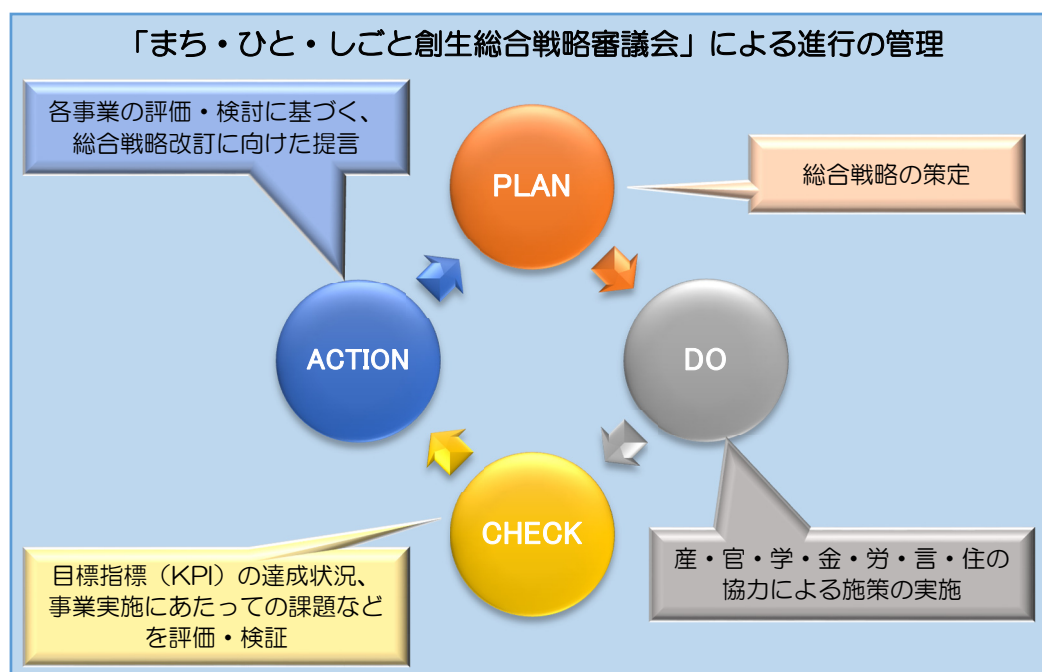 「まち・ひと・しごと創生総合戦略審議会」による進行の管理
各事業の評価・検討に基づく、
総合戦略改訂に向けた提言
PLAN
総合戦略の策定
ACTION
DO
CHECK
目標指標（KPI）の達成状況、
事業実施にあたっての課題など
を評価・検証
産・官・学・金・労・言・住の
協力による施策の実施